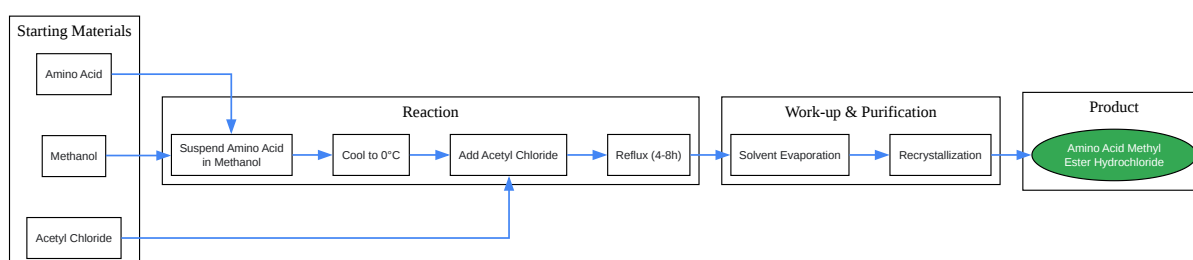 Starting Materials
Amino Acid
Methanol
Acetyl Chloride
Reaction
Suspend Amino Acid
in Methanol
Cool to 0°C
Add Acetyl Chloride
Reflux (4-8h)
Work-up & Purification
Solvent Evaporation
Recrystallization
Product
Amino Acid Methyl
Ester Hydrochloride